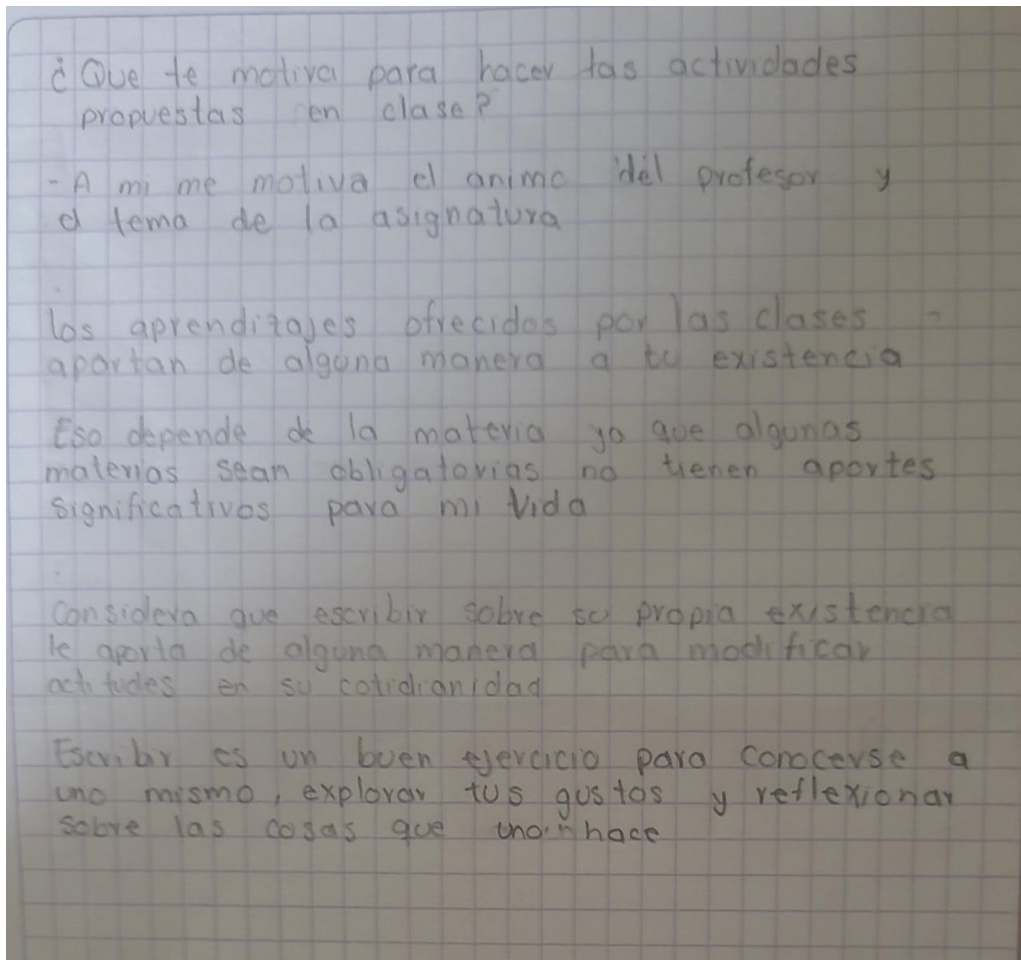 ¿Que te motiva para hacer las actividades
propuestas en clase?
- A mi me motiva el animo del profesor y
el tema de la asignatura
los aprendizajes ofrecidos por las clases
aportan de alguna manera a tu existencia
Eso depende de la materia ya que algunas
materias sean obligatorias no tienen aportes
significativos para mi vida
Considera que escribir sobre su propia existencia
le aporta de alguna manera para modificar
actitudes en su cotidianidad
Escribir es un buen ejercicio para conocerse a
uno mismo, explorar tus gustos y reflexionar
sobre las cosas que uno hace